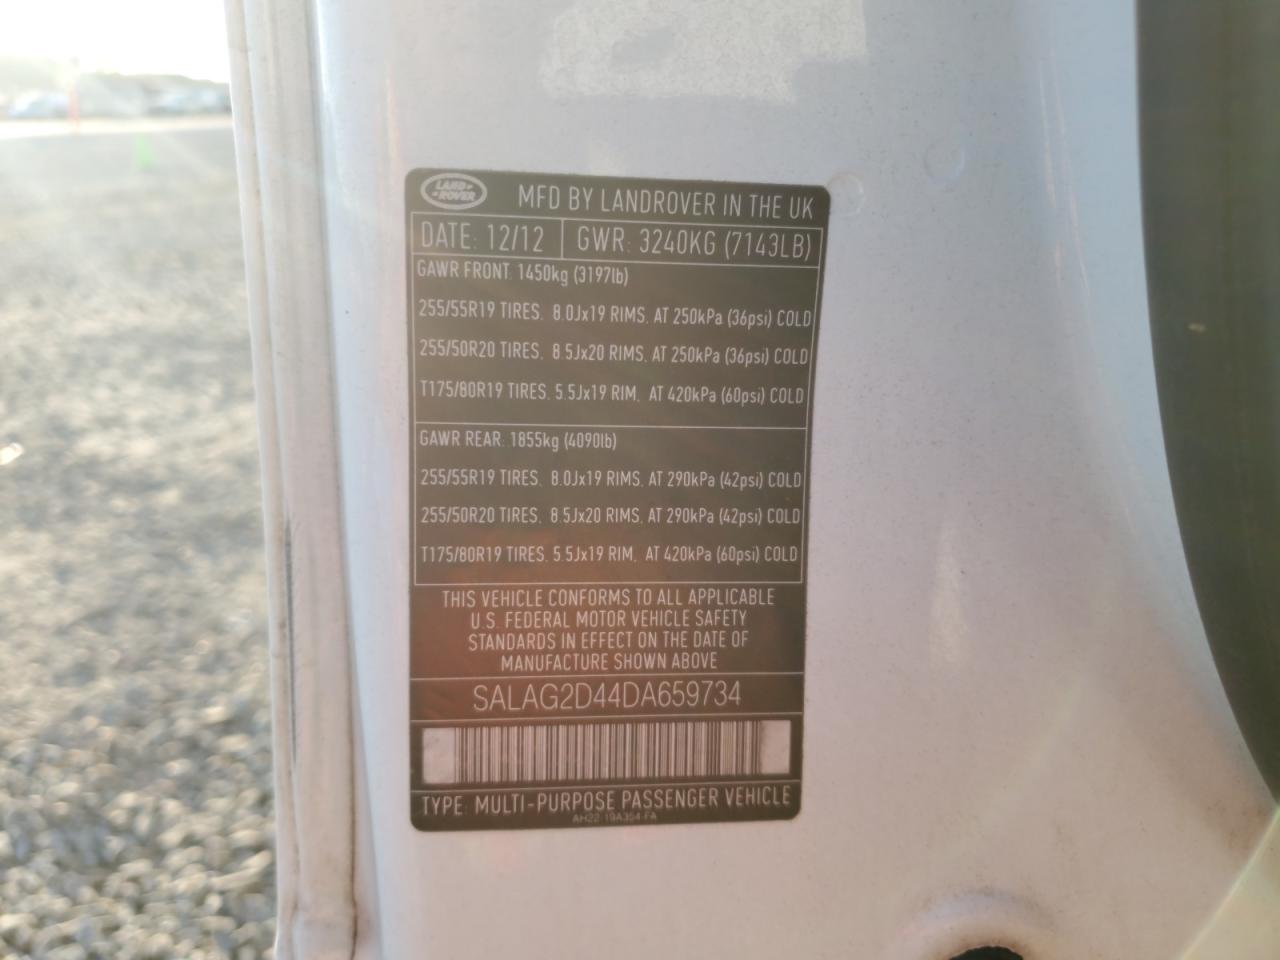 LAND ROVER
MFD BY LANDROVER IN THE UK
DATE: 12/12 GWR: 3240KG (7143LB)
GAWR FRONT: 1450kg (3197lb)
255/55R19 TIRES, 8.0Jx19 RIMS, AT 250kPa (36psi) COLD
255/50R20 TIRES, 8.5Jx20 RIMS, AT 250kPa (36psi) COLD
T175/80R19 TIRES, 5.5Jx19 RIM, AT 420kPa (60psi) COLD
GAWR REAR: 1855kg (4090lb)
255/55R19 TIRES, 8.0Jx19 RIMS, AT 290kPa (42psi) COLD
255/50R20 TIRES, 8.5Jx20 RIMS, AT 290kPa (42psi) COLD
T175/80R19 TIRES, 5.5Jx19 RIM, AT 420kPa (60psi) COLD
THIS VEHICLE CONFORMS TO ALL APPLICABLE
U.S. FEDERAL MOTOR VEHICLE SAFETY
STANDARDS IN EFFECT ON THE DATE OF
MANUFACTURE SHOWN ABOVE
SALAG2D44DA659734
TYPE: MULTI-PURPOSE PASSENGER VEHICLE
AH22 19A354 FA